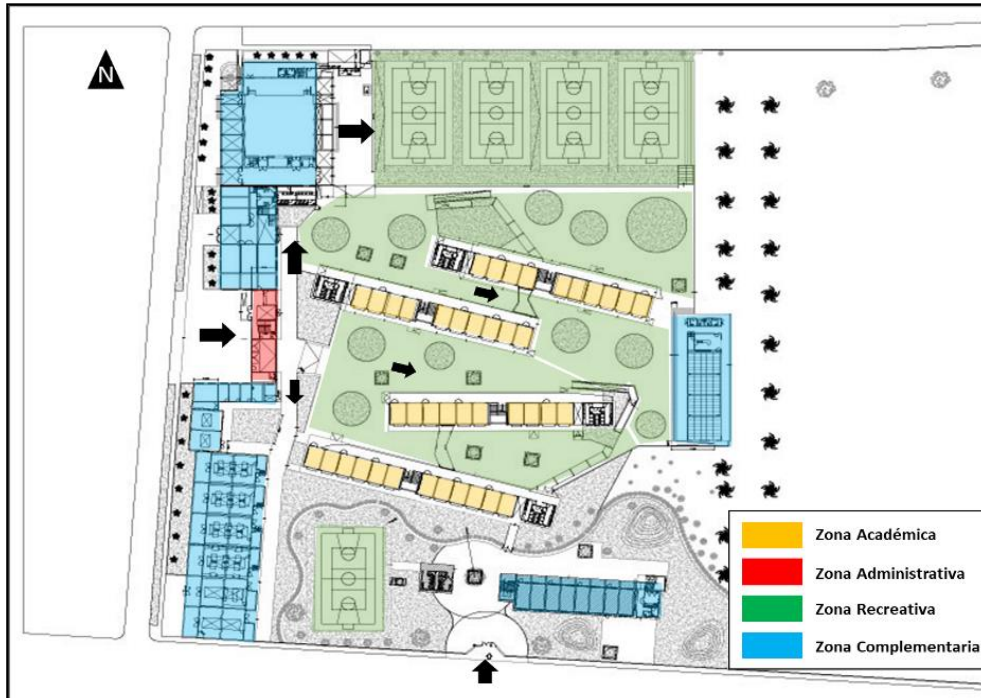 N
Zona Académica
Zona Administrativa
Zona Recreativa
Zona Complementaria